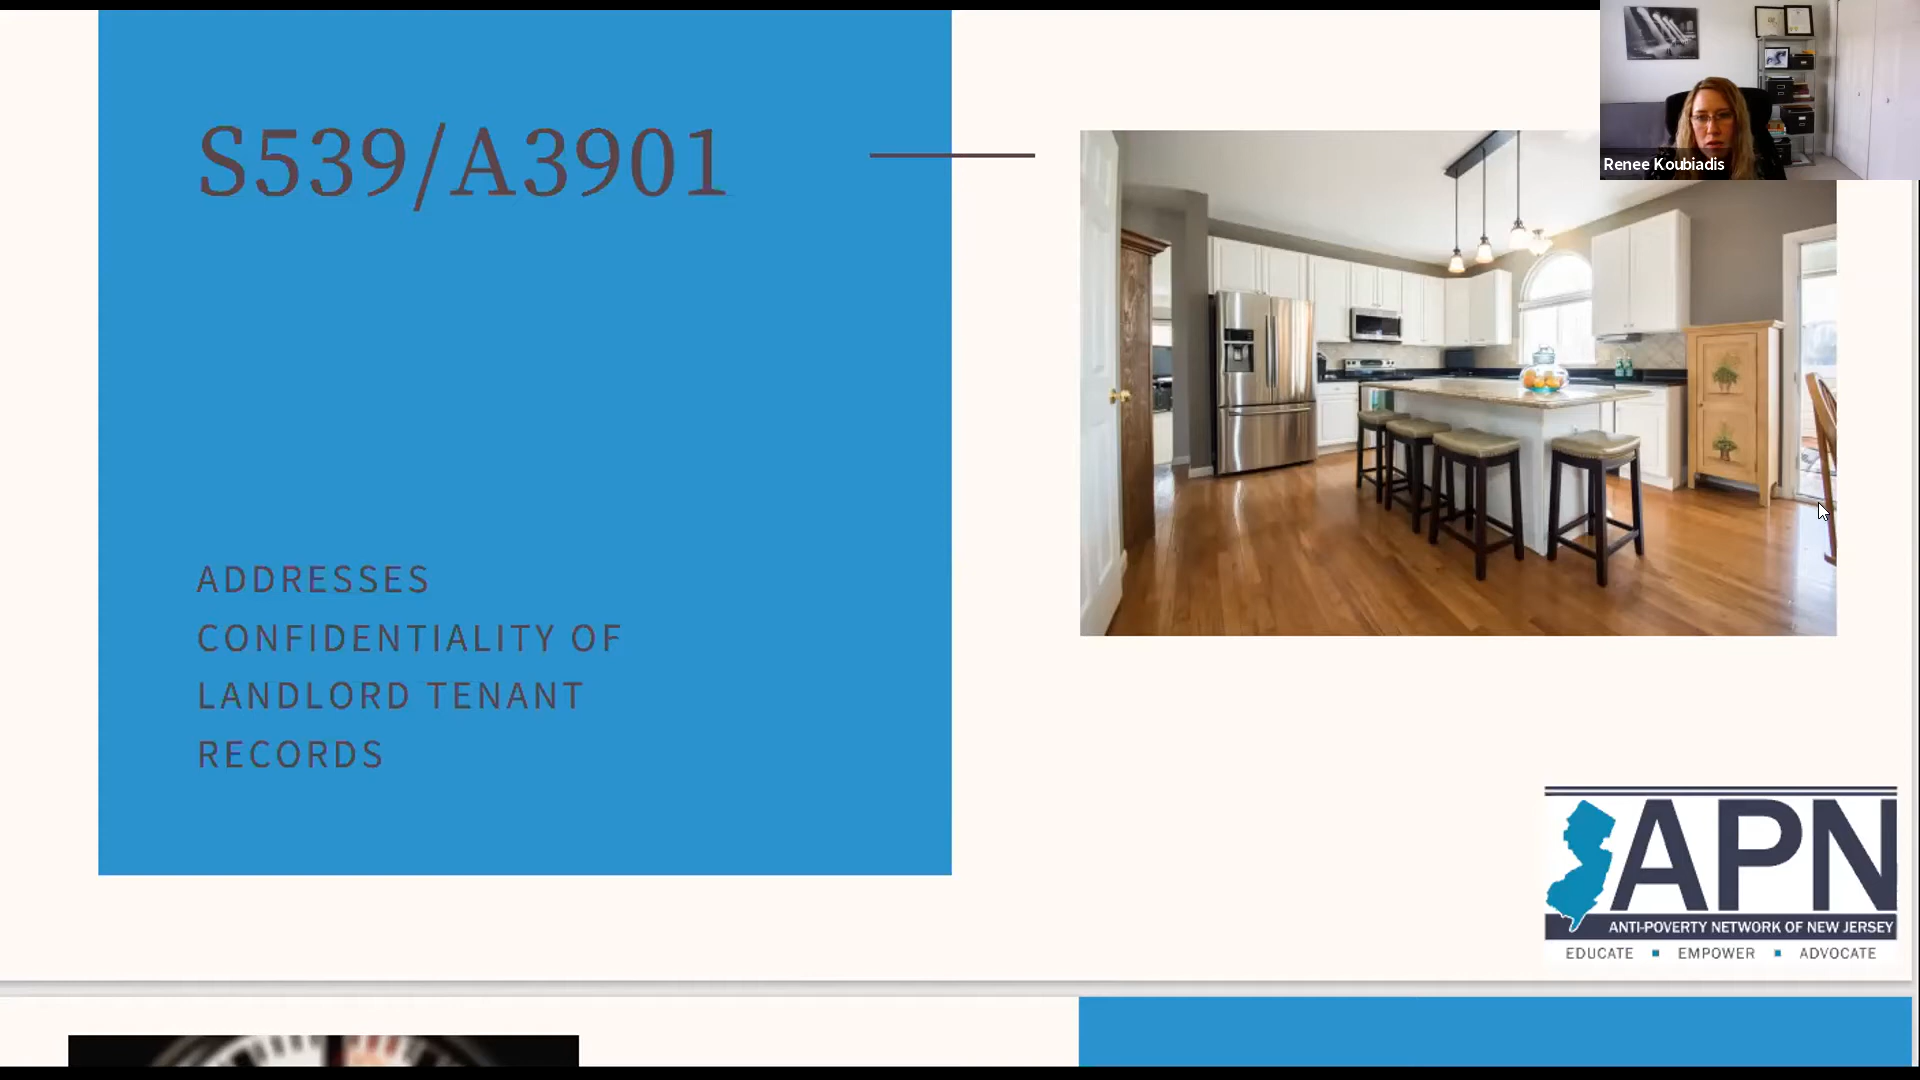 S539/A3901
Renee Koubiadis
ADDRESSES
CONFIDENTIALITY OF
LANDLORD TENANT
RECORDS
APN
ANTI-POVERTY NETWORK OF NEW JERSEY
EDUCATE ▪ EMPOWER ▪ ADVOCATE